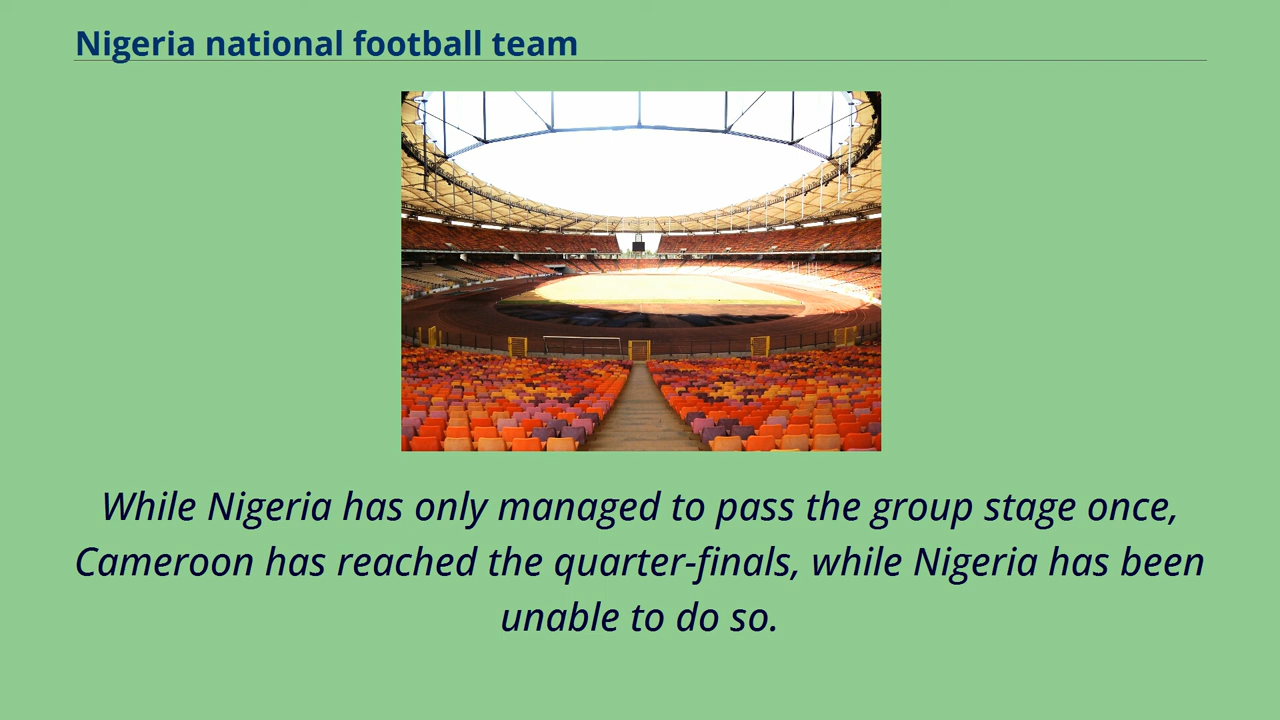 Nigeria national football team
While Nigeria has only managed to pass the group stage once,
Cameroon has reached the quarter-finals, while Nigeria has been
unable to do so.